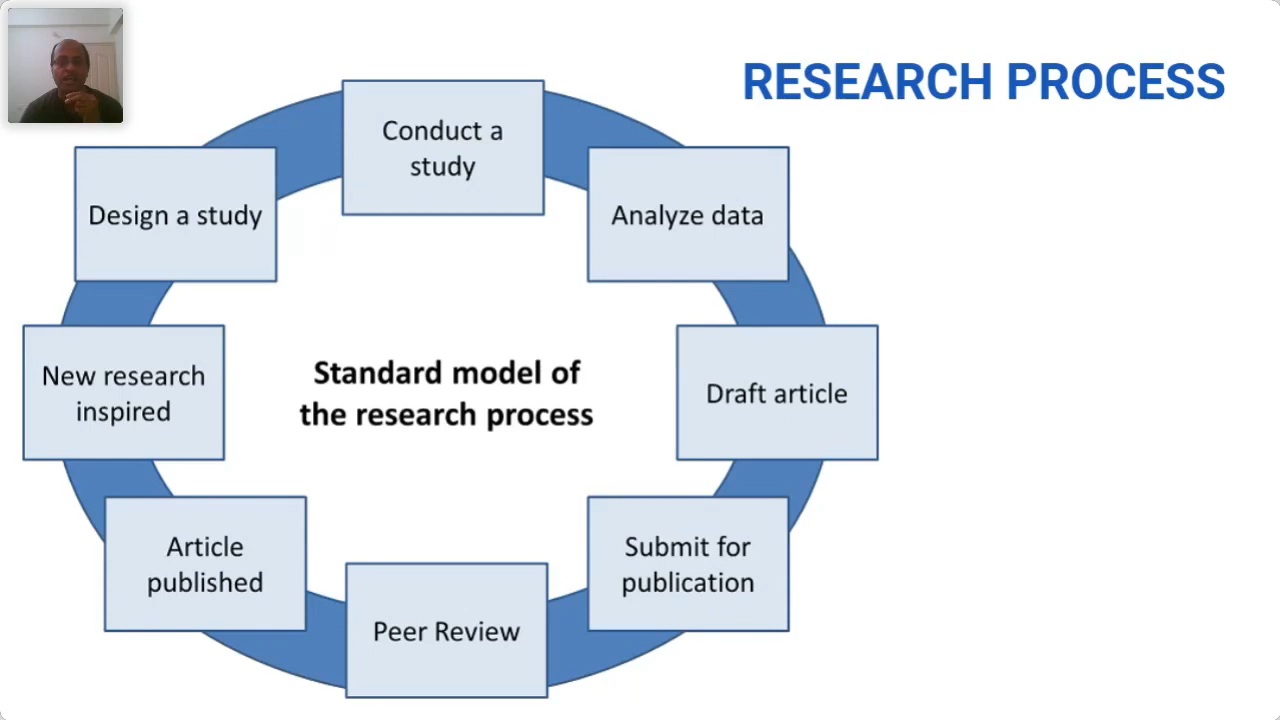 RESEARCH PROCESS
Conduct a
study
Design a study
Analyze data
New research
inspired
Standard model of
the research process
Draft article
Article
published
Submit for
publication
Peer Review